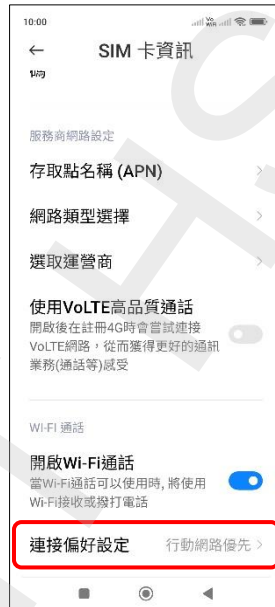 10:00
Vo
WiFi
SIM 卡資訊
服務商網路設定
存取點名稱 (APN)
網路類型選擇
選取運營商
使用VoLTE高品質通話
開啟後在註冊4G時會嘗試連接
VoLTE網路，從而獲得更好的通訊
業務(通話等)感受
WI-FI 通話
開啟Wi-Fi通話
當Wi-Fi通話可以使用時, 將使用
Wi-Fi接收或撥打電話
連接偏好設定 行動網路優先